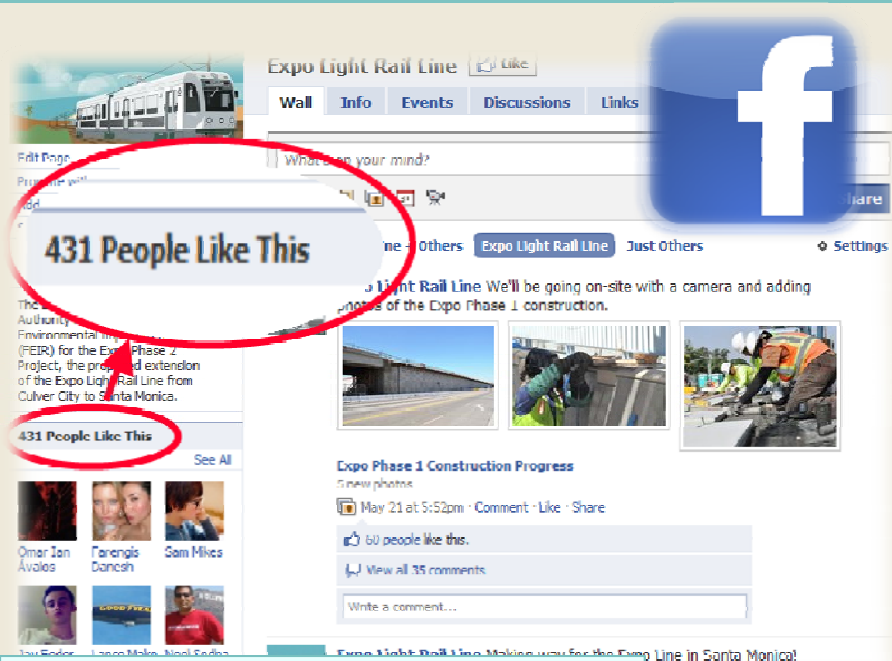 Expo Light Rail Line Like
Wall Info Events Discussions Links
Edit Page
What's on your mind?
Share
431 People Like This
+ Others Expo Light Rail Line Just Others Settings
Light Rail Line We'll be going on-site with a camera and adding
photos of the Expo Phase 1 construction.
Authority
Environmental
(FEIR) for the Expo Phase 2
Project, the proposed extension
of the Expo Light Rail Line from
Culver City to Santa Monica.
431 People Like This
See All
Omar Ian
Avalos
Farengis
Danesh
Sam Mikes
Expo Phase 1 Construction Progress
5 new photos
May 21 at 5:52pm · Comment · Like · Share
60 people like this.
View all 35 comments
Write a comment...
GOODYEAR
Expo Light Rail Line Making way for the Expo Line in Santa Monica!
f